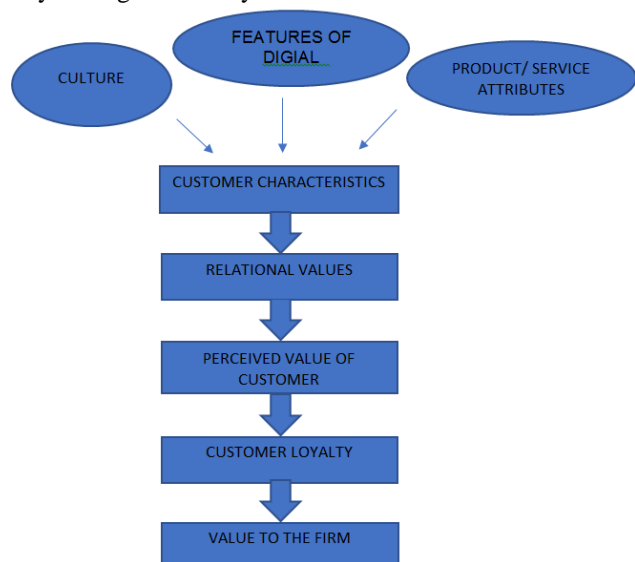 FEATURES OF
DIGIAL
CULTURE
PRODUCT/ SERVICE
ATTRIBUTES
CUSTOMER CHARACTERISTICS
RELATIONAL VALUES
PERCEIVED VALUE OF
CUSTOMER
CUSTOMER LOYALTY
VALUE TO THE FIRM